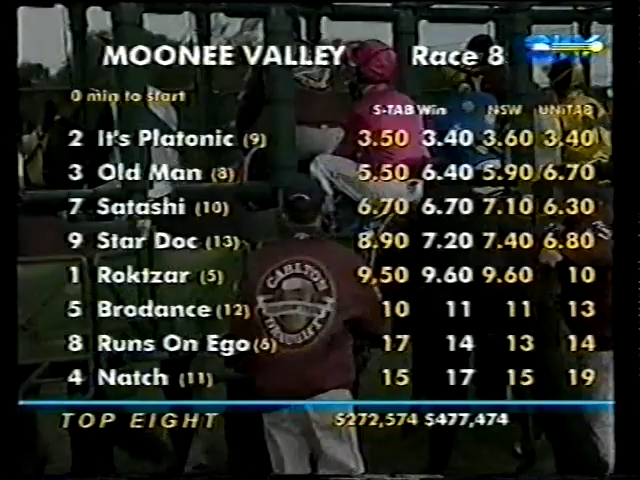 MOONEE VALLEY Race 8
0 min to start
S-TAB Win NSW UNiTAB
2 It's Platonic (9) 3.50 3.40 3.60 3.40
3 Old Man (8) 5.50 6.40 5.90 6.70
7 Satashi (10) 6.70 6.70 7.10 6.30
9 Star Doc (13) 8.90 7.20 7.40 6.80
1 Roktzar (5) 9.50 9.60 9.60 10
5 Brodance (12) 10 11 11 13
8 Runs On Ego (6) 17 14 13 14
4 Natch (11) 15 17 15 19
TOP EIGHT $272,574 $477,474
CARLTON
DRAUGHT